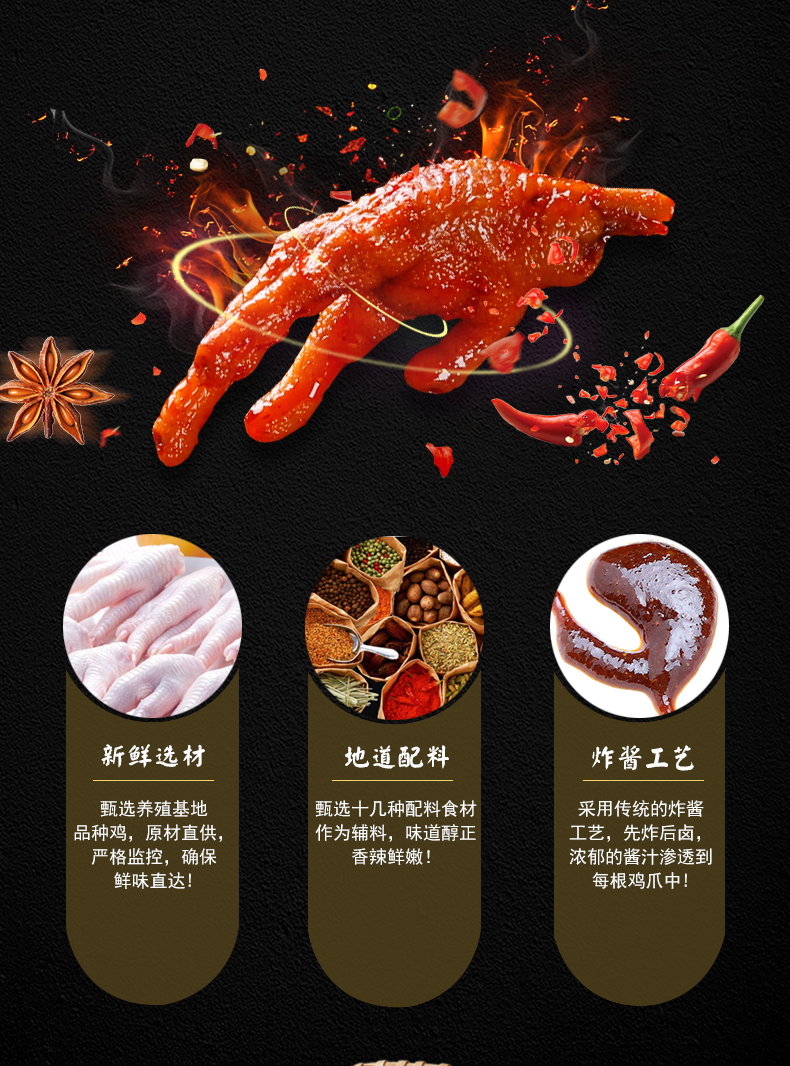 新鲜选材
甄选养殖基地
品种鸡，原材直供，
严格监控，确保
鲜味直达！
地道配料
甄选十几种配料食材
作为辅料，味道醇正
香辣鲜嫩！
炸酱工艺
采用传统的炸酱
工艺，先炸后卤，
浓郁的酱汁渗透到
每根鸡爪中！